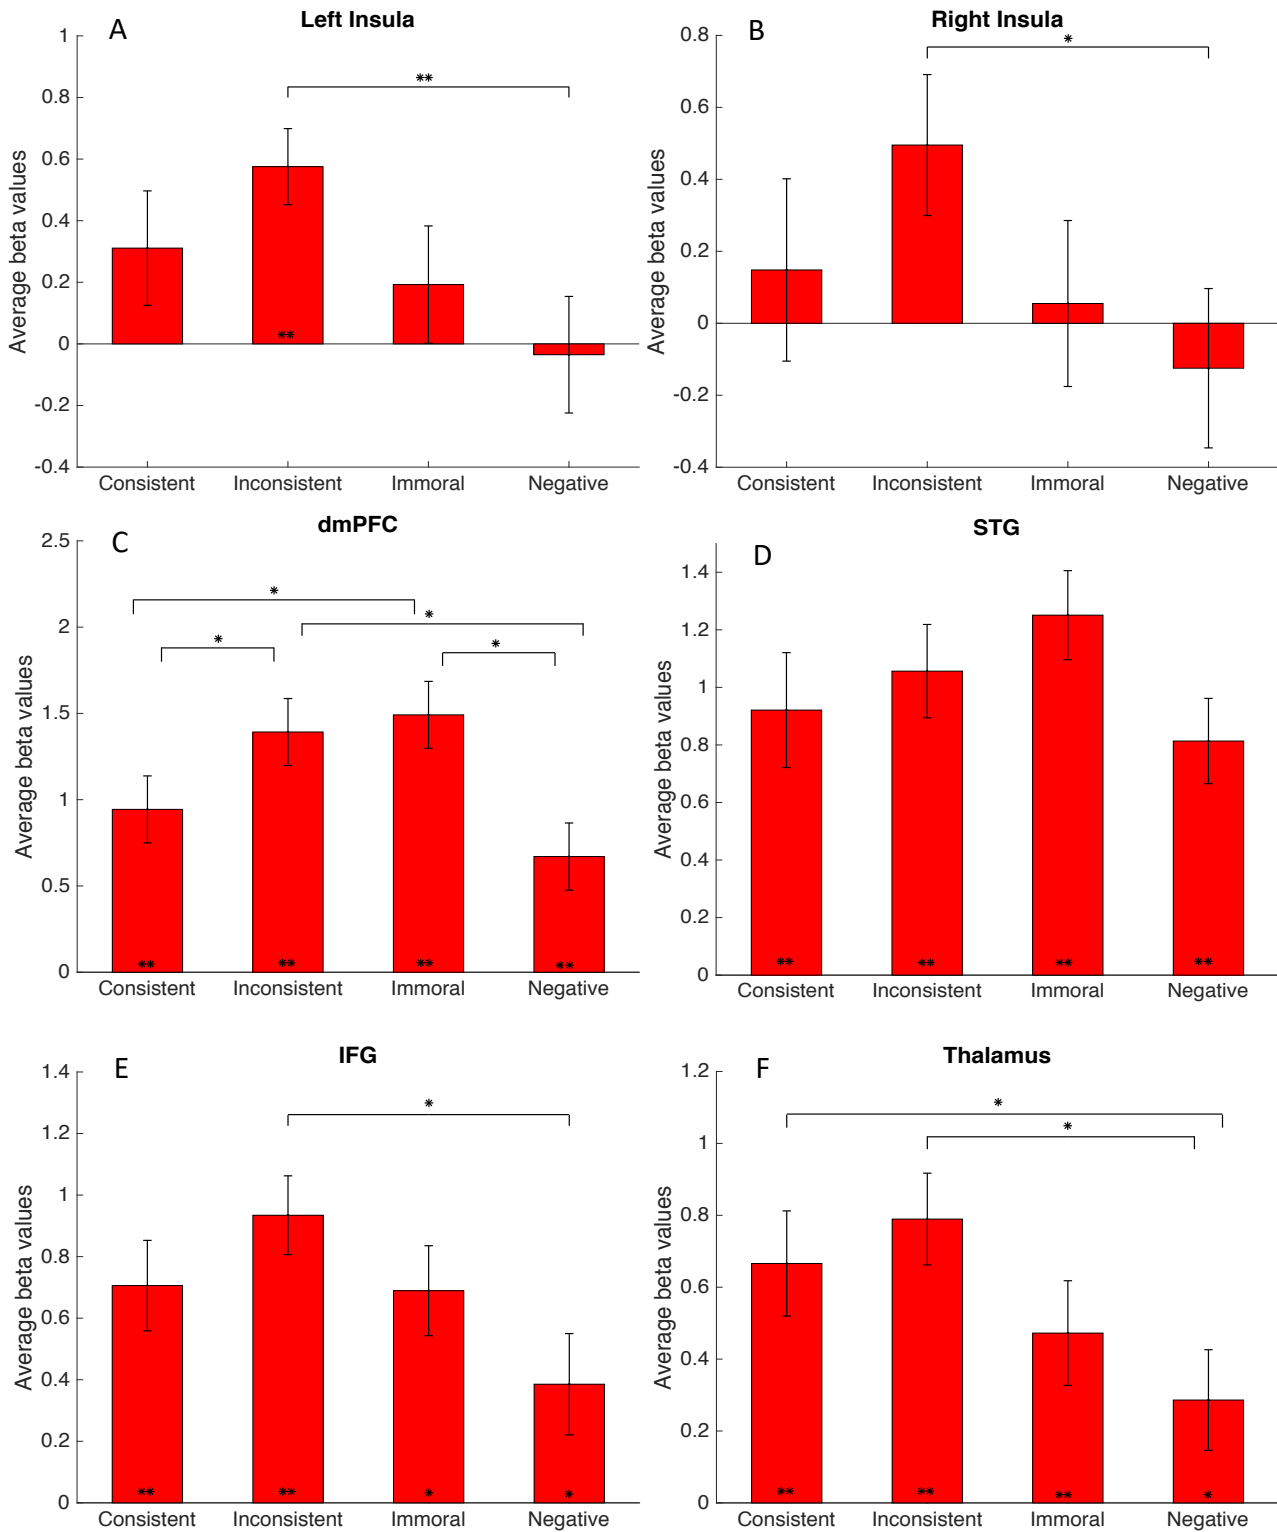 A
Left Insula
1
0.8
0.6
0.4
0.2
0
-0.2
-0.4
Average beta values
**
**
Consistent Inconsistent Immoral Negative
B
Right Insula
0.8
0.6
0.4
0.2
0
-0.2
-0.4
Average beta values
*
Consistent Inconsistent Immoral Negative
C
dmPFC
2.5
2
1.5
1
0.5
0
Average beta values
*
*
*
*
** ** ** **
Consistent Inconsistent Immoral Negative
D
STG
1.4
1.2
1
0.8
0.6
0.4
0.2
0
Average beta values
** ** ** **
Consistent Inconsistent Immoral Negative
E
IFG
1.4
1.2
1
0.8
0.6
0.4
0.2
0
Average beta values
*
** ** * *
Consistent Inconsistent Immoral Negative
F
Thalamus
1.2
1
0.8
0.6
0.4
0.2
0
Average beta values
*
*
** ** ** *
Consistent Inconsistent Immoral Negative